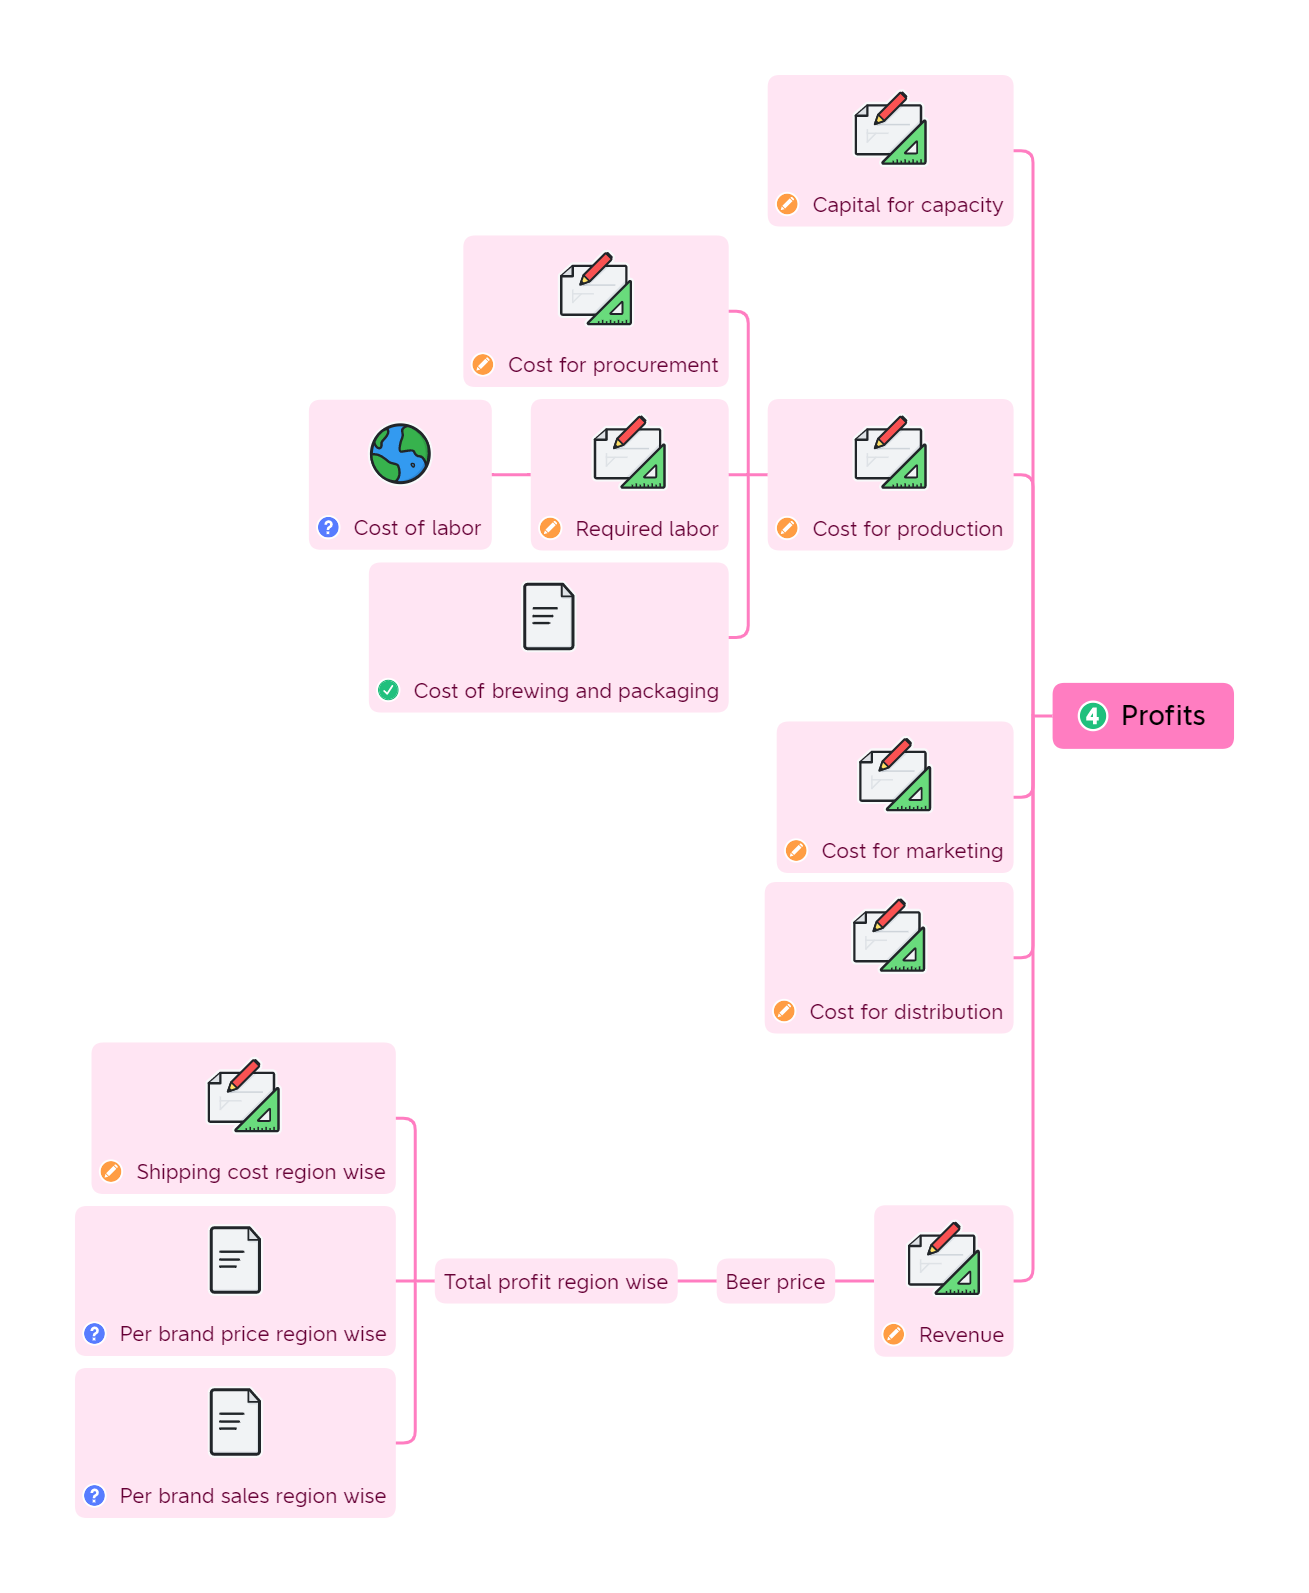 Capital for capacity
Cost for procurement
Cost of labor
Required labor
Cost for production
Cost of brewing and packaging
4 Profits
Cost for marketing
Cost for distribution
Shipping cost region wise
Total profit region wise
Beer price
Per brand price region wise
Revenue
Per brand sales region wise